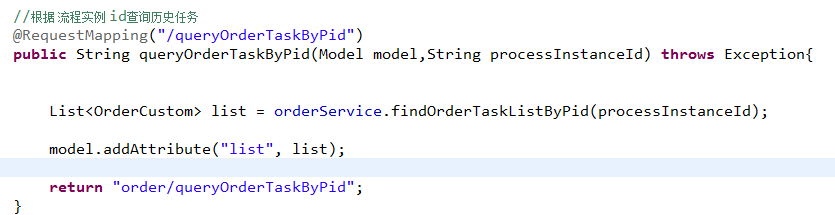 //根据 流程实例 id查询历史任务
@RequestMapping("/queryOrderTaskByPid")
public String queryOrderTaskByPid(Model model,String processInstanceId) throws Exception{
List<OrderCustom> list = orderService.findOrderTaskListByPid(processInstanceId);
model.addAttribute("list", list);
return "order/queryOrderTaskByPid";
}